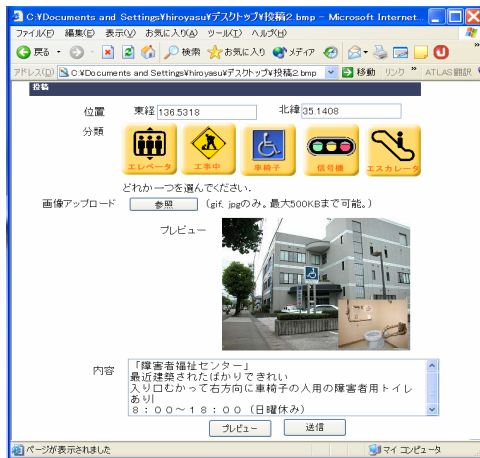 C:¥Documents and Settings¥hiroyasu¥デスクトップ¥投稿2.bmp - Microsoft Internet...
ファイル(F) 編集(E) 表示(V) お気に入り(A) ツール(T) ヘルプ(H)
戻る 検索 お気に入り メディア
アドレス(D) C:¥Documents and Settings¥hiroyasu¥デスクトップ¥投稿2.bmp 移動 リンク ATLAS翻訳
投稿
位置 東経 136.5318 北緯 35.1408
分類
エレベータ 工事中 車椅子 信号機 エスカレータ
どれか一つを選んでください.
画像アップロード 参照 (gif, jpgのみ。最大500KBまで可能。)
プレビュー
内容
「障害者福祉センター」
最近建築されたばかりできれい
入り口むかって右方向に車椅子の人用の障害者用トイレ
あり
8:00~18:00(日曜休み)
プレビュー 送信
ページが表示されました マイ コンピュータ